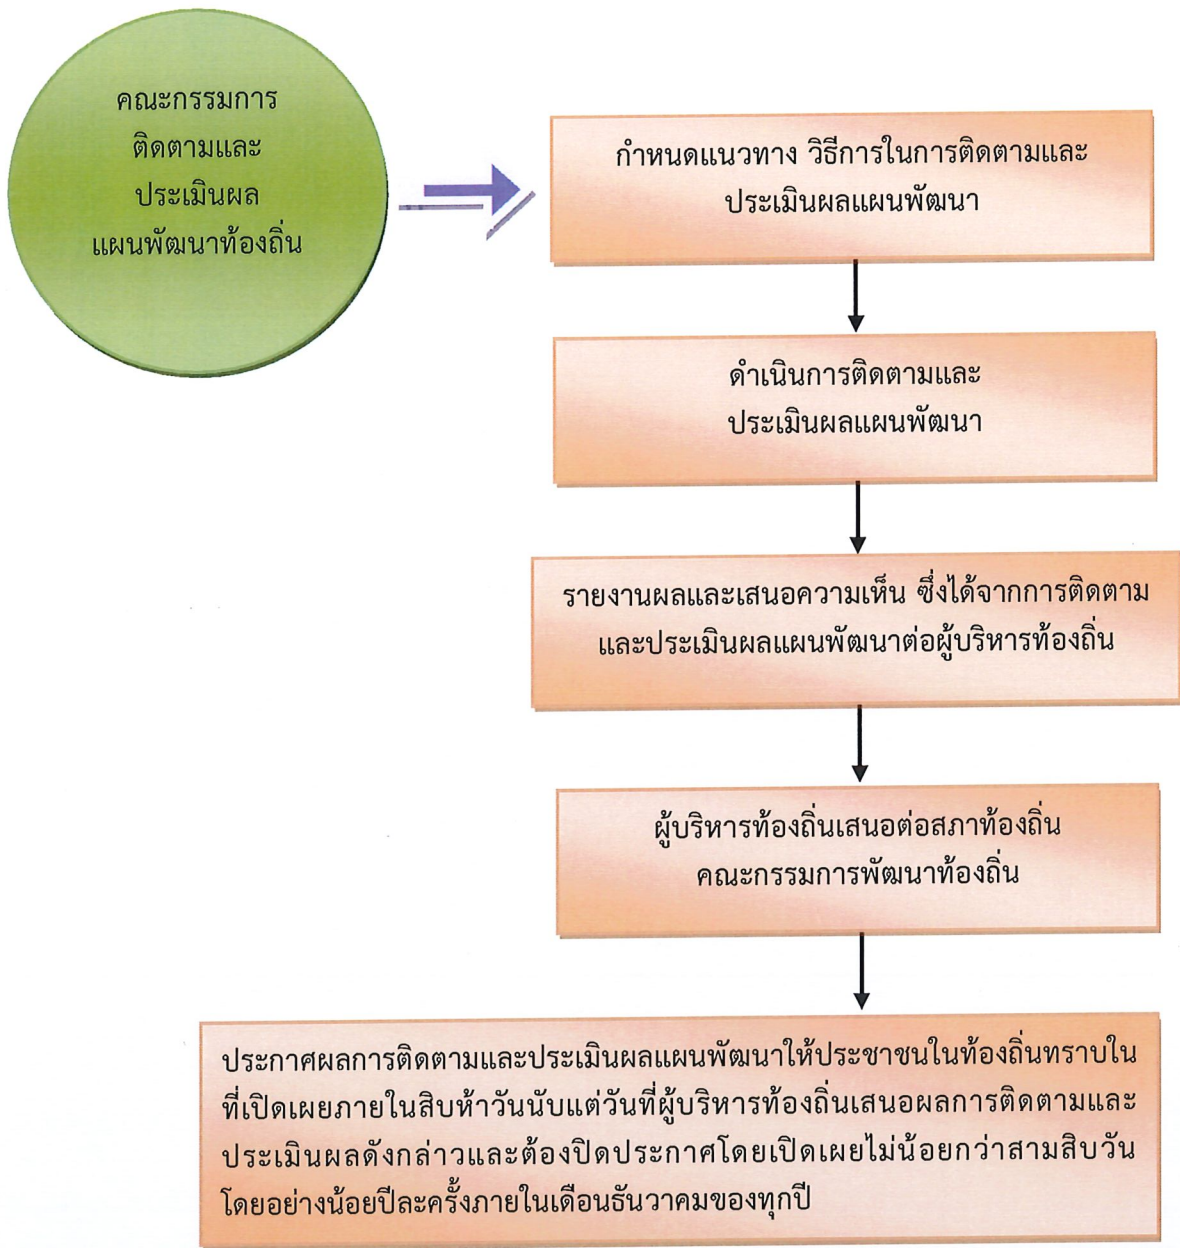 คณะกรรมการ
ติดตามและ
ประเมินผล
แผนพัฒนาท้องถิ่น
กำหนดแนวทาง วิธีการในการติดตามและ
ประเมินผลแผนพัฒนา
ดำเนินการติดตามและ
ประเมินผลแผนพัฒนา
รายงานผลและเสนอความเห็น ซึ่งได้จากการติดตาม
และประเมินผลแผนพัฒนาต่อผู้บริหารท้องถิ่น
ผู้บริหารท้องถิ่นเสนอต่อสภาท้องถิ่น
คณะกรรมการพัฒนาท้องถิ่น
ประกาศผลการติดตามและประเมินผลแผนพัฒนาให้ประชาชนในท้องถิ่นทราบใน
ที่เปิดเผยภายในสิบห้าวันนับแต่วันที่ผู้บริหารท้องถิ่นเสนอผลการติดตามและ
ประเมินผลดังกล่าวและต้องปิดประกาศโดยเปิดเผยไม่น้อยกว่าสามสิบวัน
โดยอย่างน้อยปีละครั้งภายในเดือนธันวาคมของทุกปี